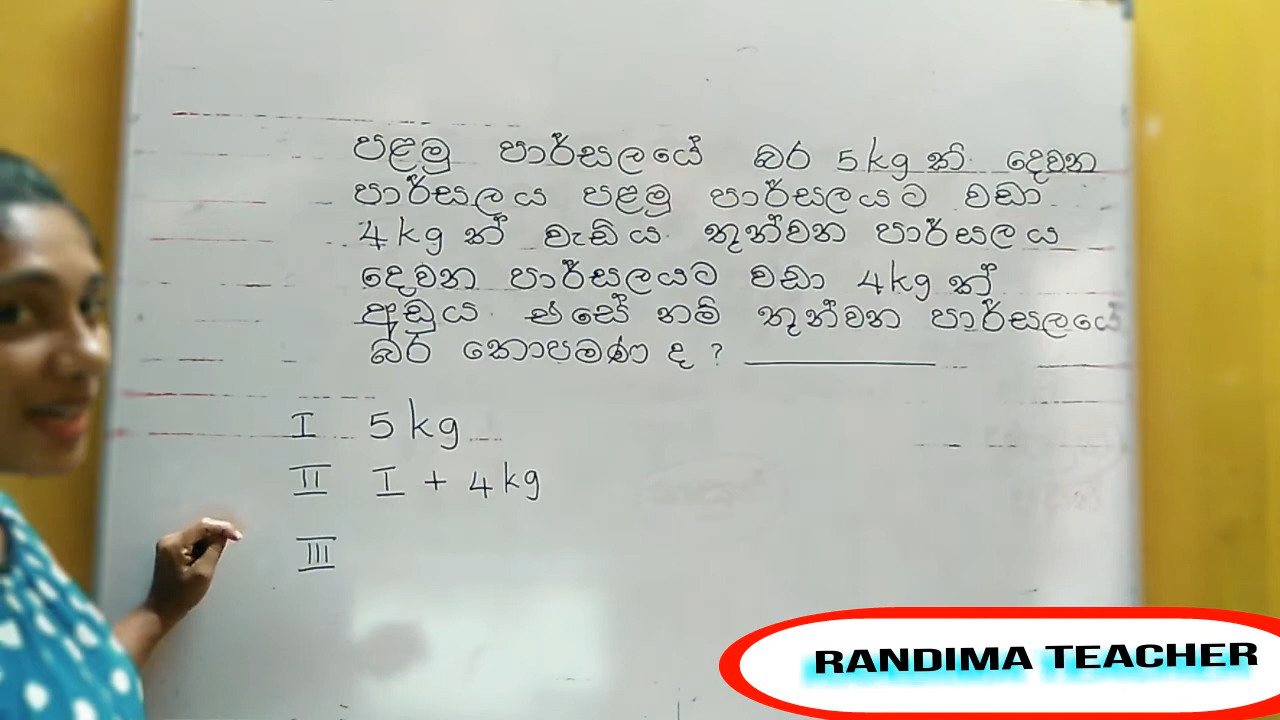 පළමු පාර්සලයේ බර 5kg කි. දෙවන
පාර්සලය පළමු පාර්සලයට වඩා
4kg න් වැඩිය. තුන්වන පාර්සලය
දෙවන පාර්සලයට වඩා 4kg න්
අඩුය. එසේ නම් තුන්වන පාර්සලයේ
බර කොපමණ ද ?
I 5kg
II I + 4kg
III
RANDIMA TEACHER